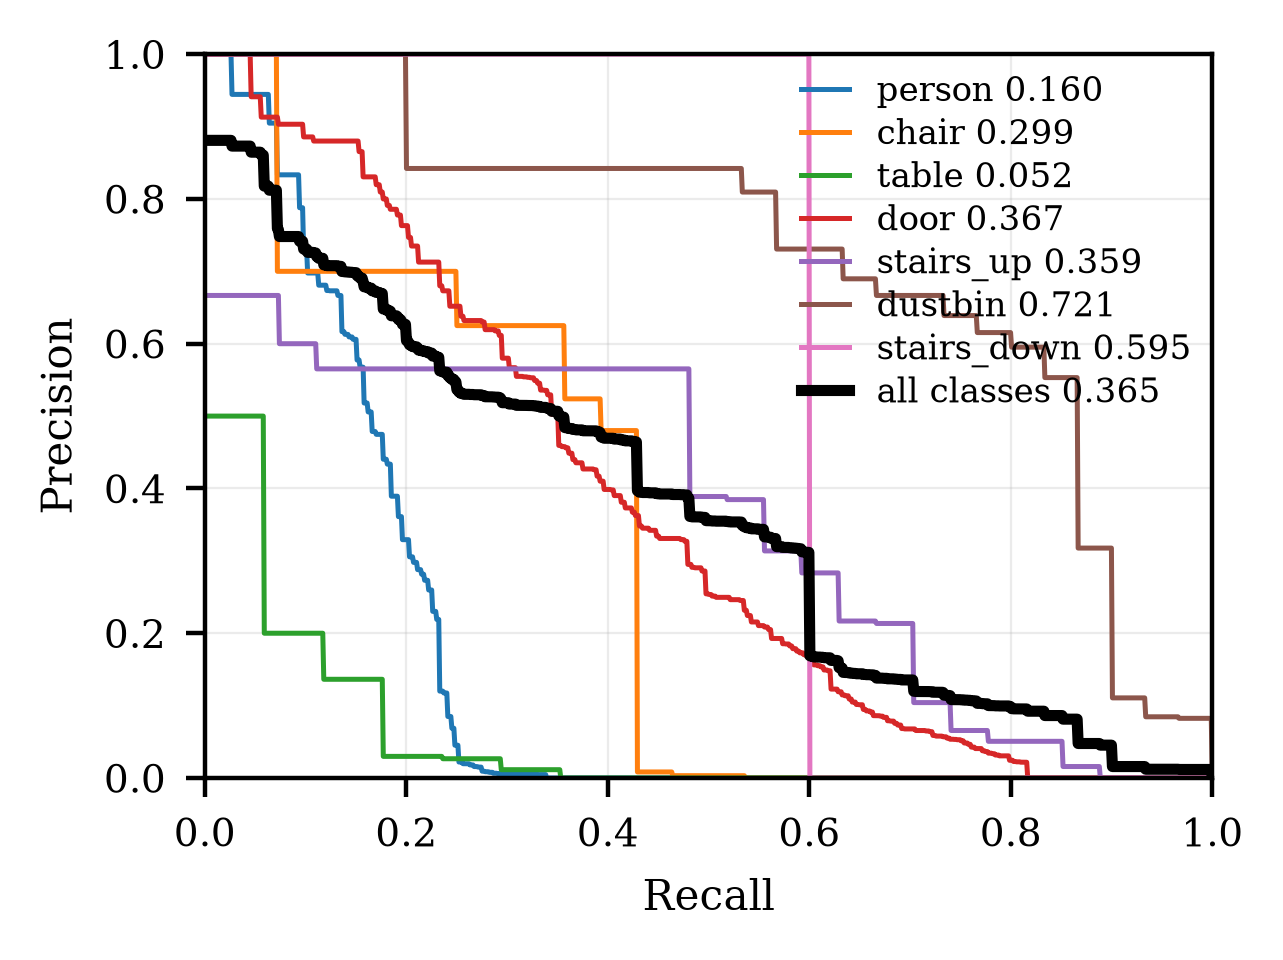 1.0
0.8
0.6
0.4
0.2
0.0
Precision
person 0.160
chair 0.299
table 0.052
door 0.367
stairs_up 0.359
dustbin 0.721
stairs_down 0.595
all classes 0.365
0.0 0.2 0.4 0.6 0.8 1.0
Recall